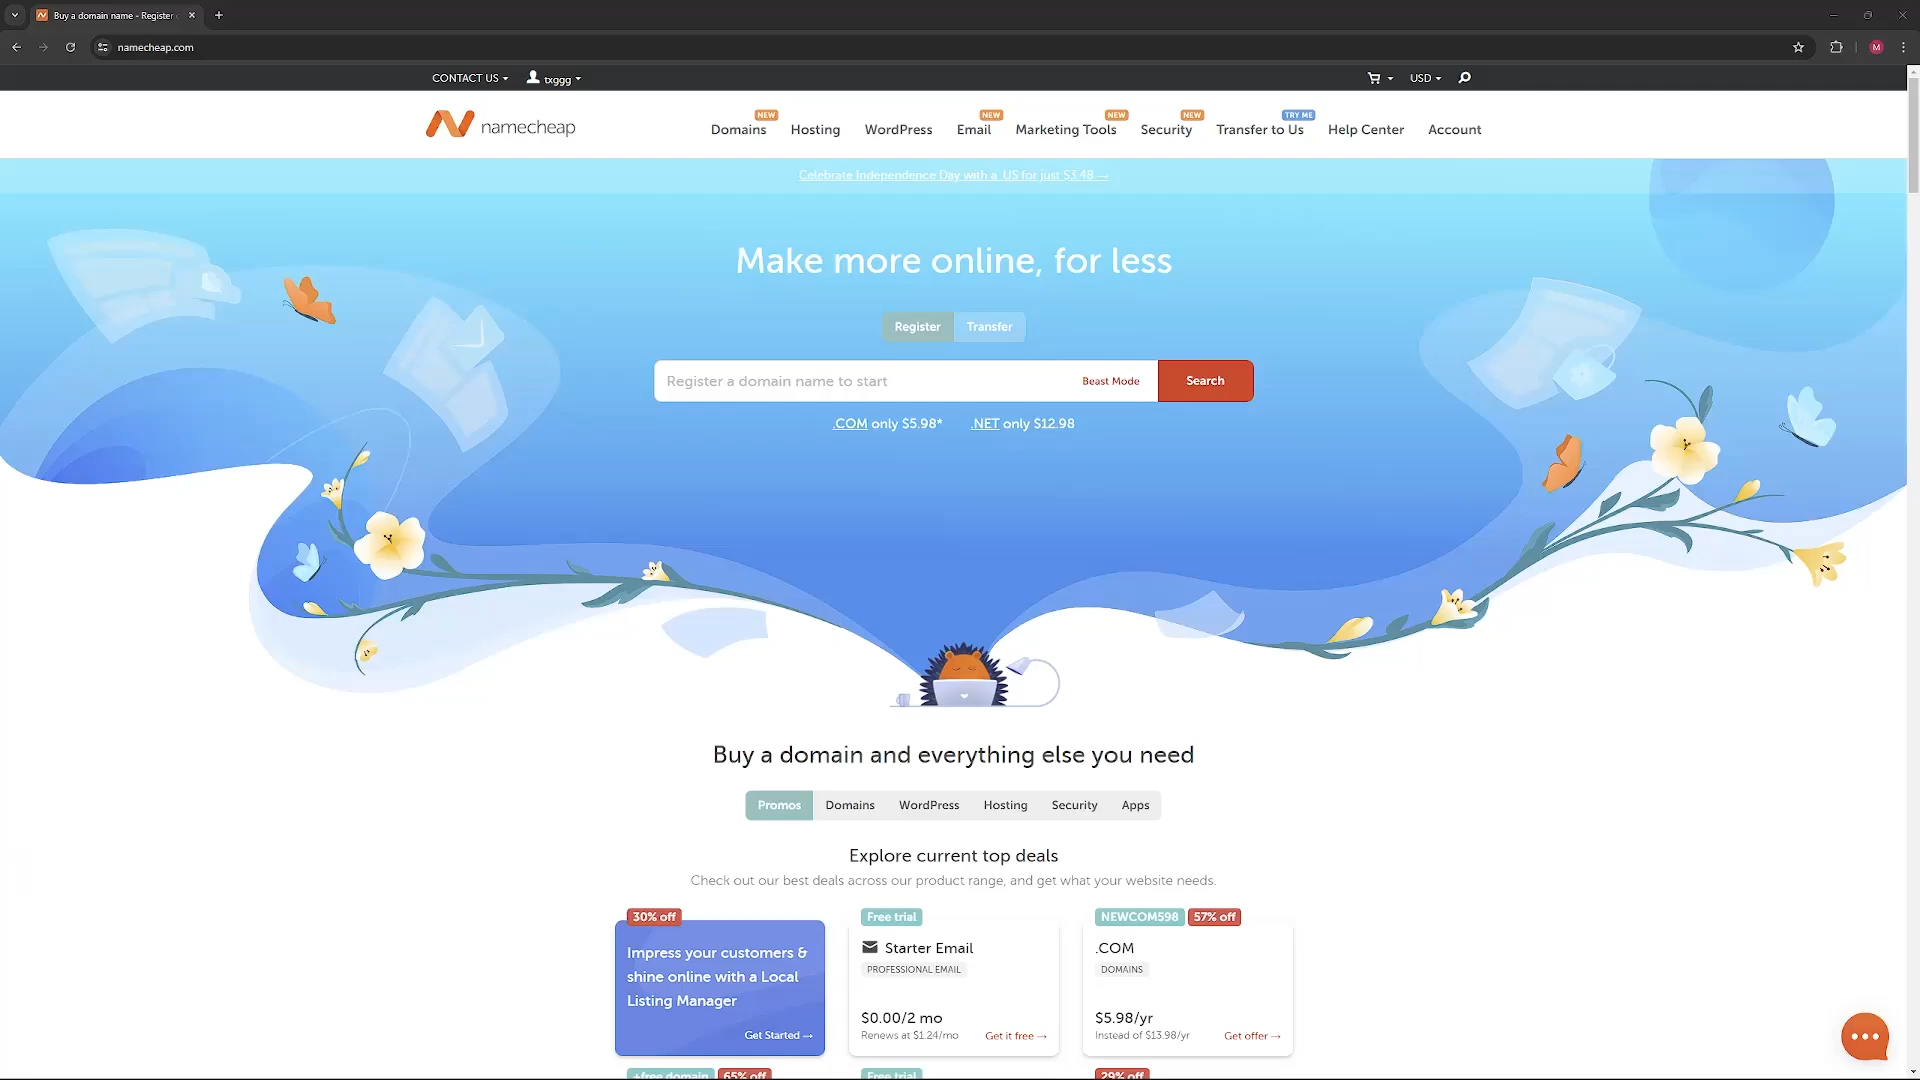 Buy a domain name - Register
namecheap.com
M
CONTACT US
txggg
USD
namecheap
NEW
Domains
Hosting
WordPress
NEW
Email
NEW
Marketing Tools
NEW
Security
TRY ME
Transfer to Us
Help Center
Account
Celebrate Independence Day with a .US for just $3.48 →
Make more online, for less
Register
Transfer
Register a domain name to start
Beast Mode
Search
.COM only $5.98*
.NET only $12.98
Buy a domain and everything else you need
Promos
Domains
WordPress
Hosting
Security
Apps
Explore current top deals
Check out our best deals across our product range, and get what your website needs.
30% off
Impress your customers &
shine online with a Local
Listing Manager
Get Started →
Free trial
Starter Email
PROFESSIONAL EMAIL
$0.00/2 mo
Renews at $1.24/mo
Get it free →
NEWCOM598
57% off
.COM
DOMAINS
$5.98/yr
Instead of $13.98/yr
Get offer →
+free domain
65% off
Free trial
29% off